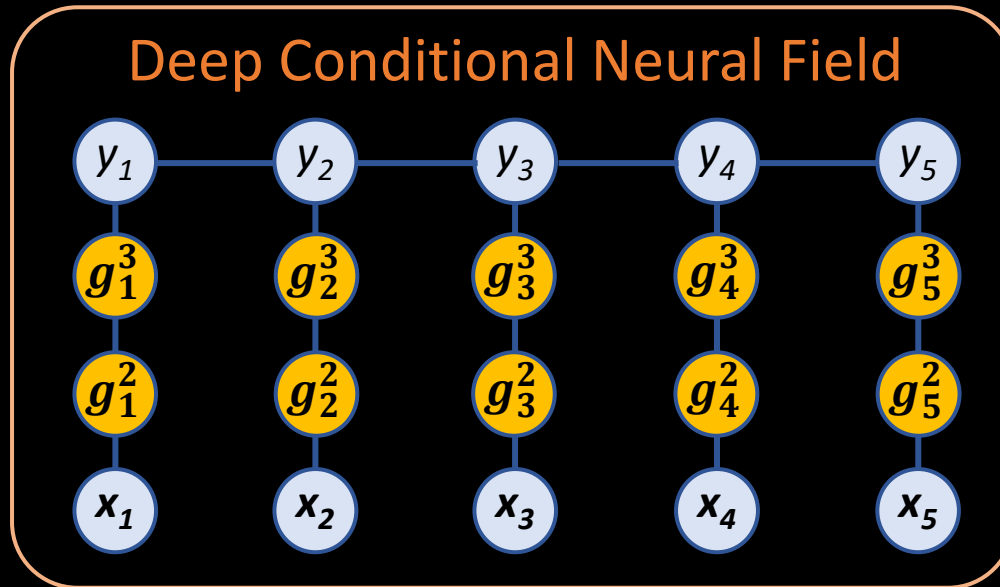 Deep Conditional Neural Field
y₁ y₂ y₃ y₄ y₅
g₁³ g₂³ g₃³ g₄³ g₅³
g₁² g₂² g₃² g₄² g₅²
x₁ x₂ x₃ x₄ x₅